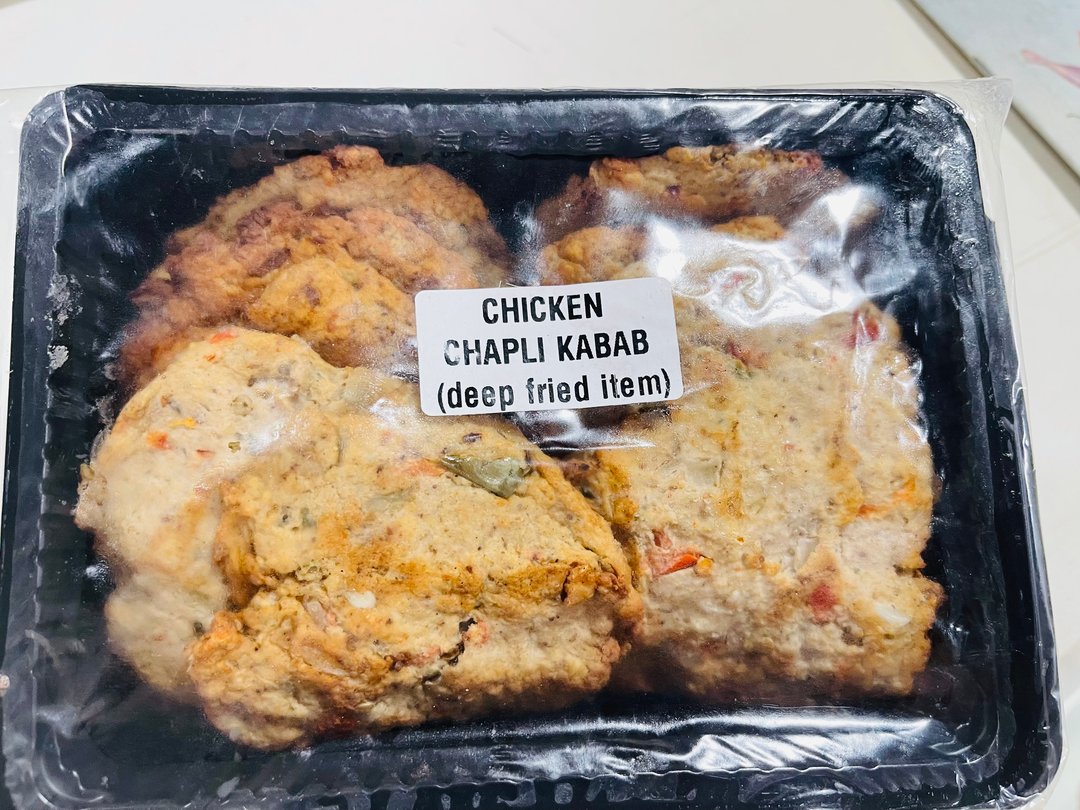 CHICKEN
CHAPLI KABAB
(deep fried item)